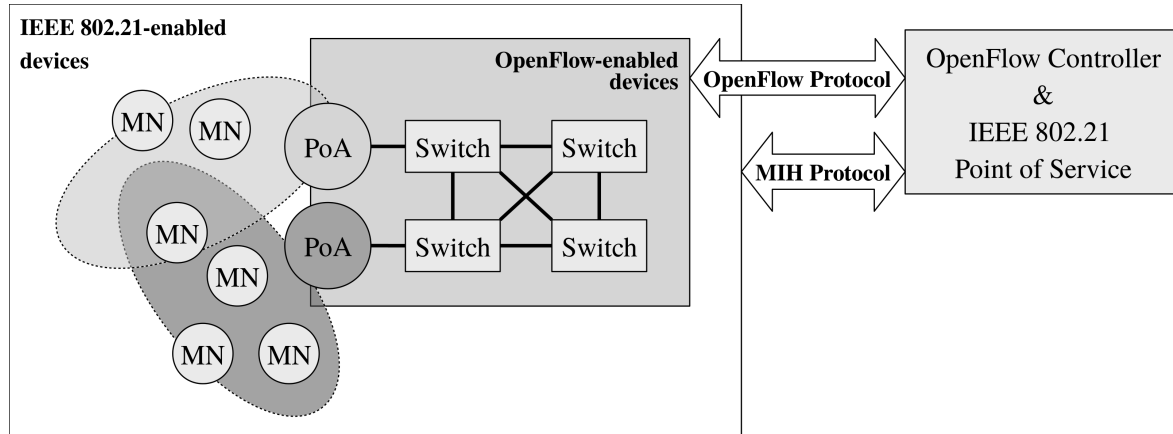 IEEE 802.21-enabled
devices
OpenFlow-enabled
devices
MN
MN
PoA
Switch
Switch
MN
PoA
Switch
Switch
MN
MN
MN
OpenFlow Protocol
MIH Protocol
OpenFlow Controller
&
IEEE 802.21
Point of Service